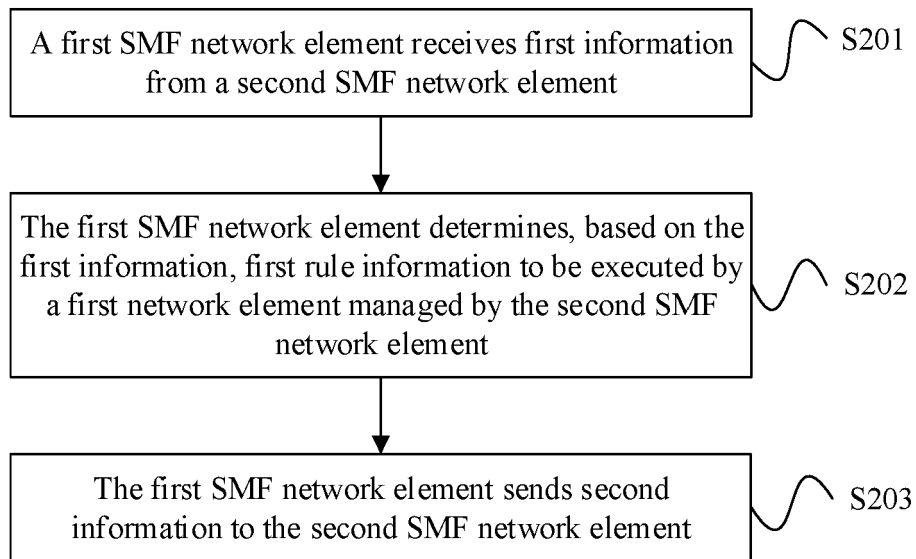 A first SMF network element receives first information
from a second SMF network element
S201
The first SMF network element determines, based on the
first information, first rule information to be executed by
a first network element managed by the second SMF
network element
S202
The first SMF network element sends second
information to the second SMF network element
S203